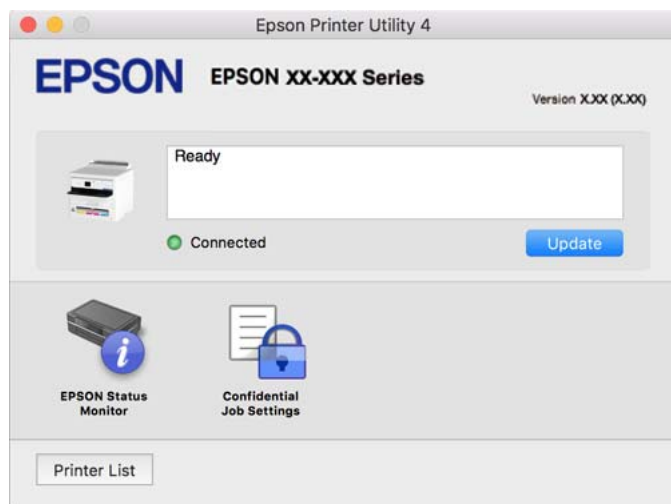 Epson Printer Utility 4
EPSON
EPSON XX-XXX Series
Version X.XX (X.XX)
Ready
Connected
Update
EPSON Status
Monitor
Confidential
Job Settings
Printer List